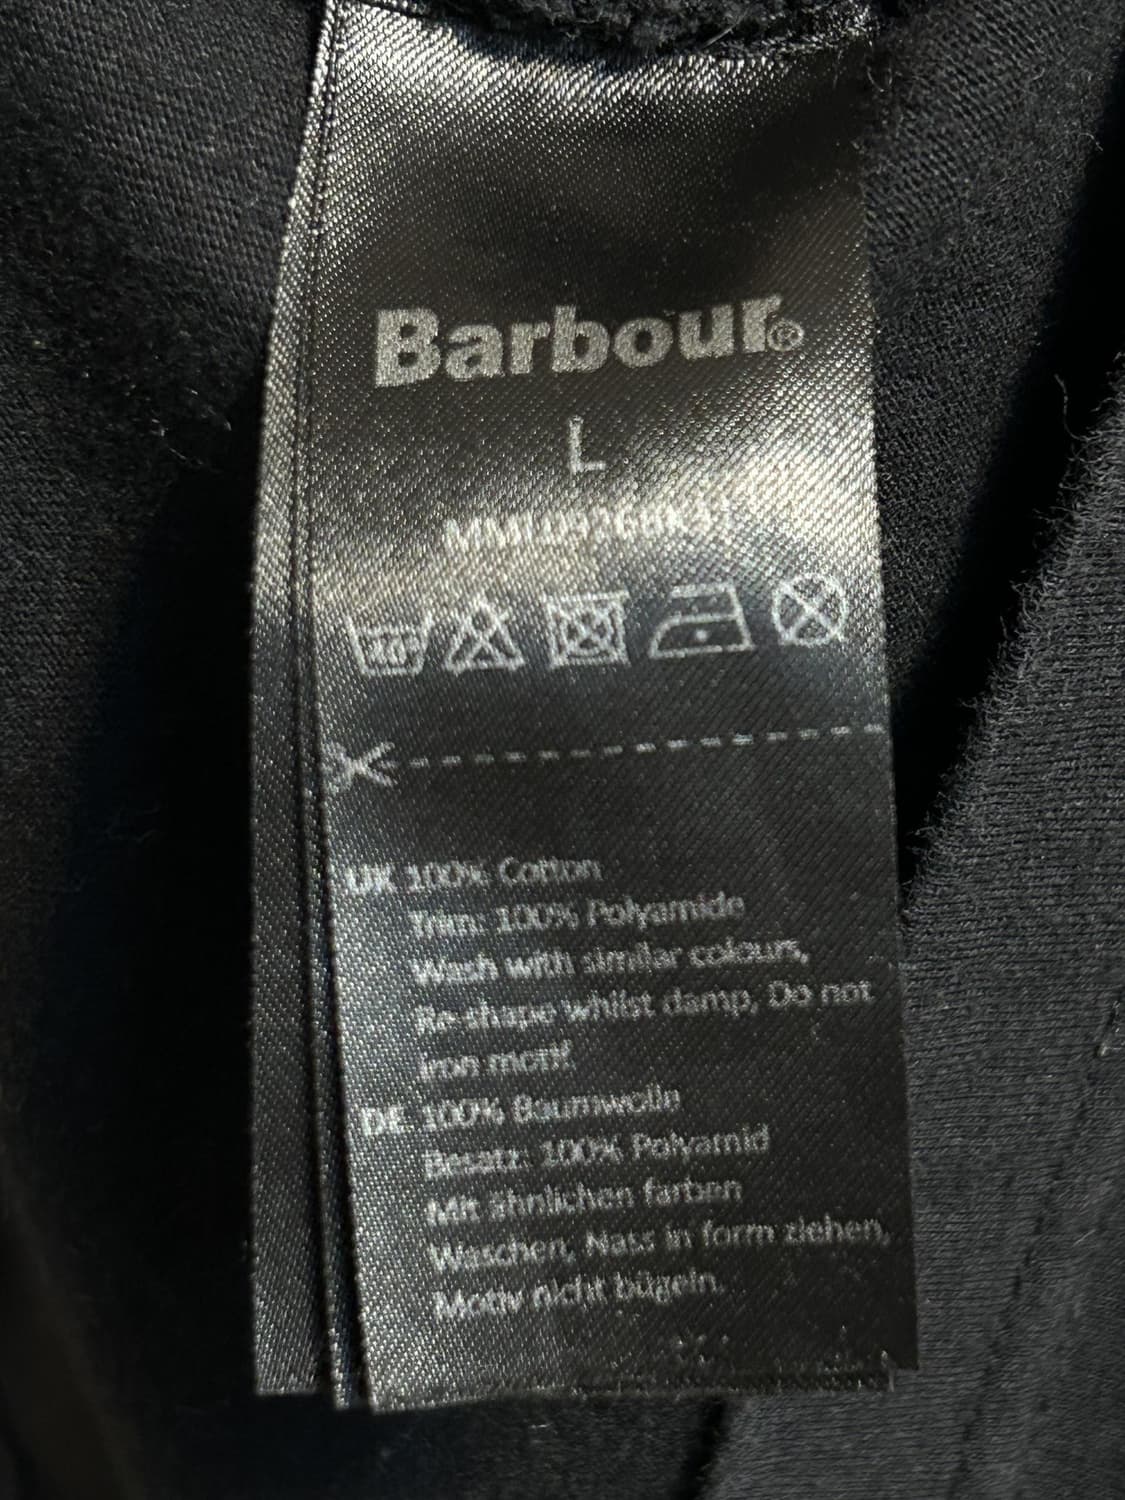 Barbour®
L
40°
UK 100% Cotton
Trim: 100% Polyamide
Wash with similar colours,
Re-shape whilst damp, Do not
iron motif
DE 100% Baumwolle
Besatz: 100% Polyamid
Mit ähnlichen farben
Waschen, Nass in form ziehen,
Motiv nicht bügeln.